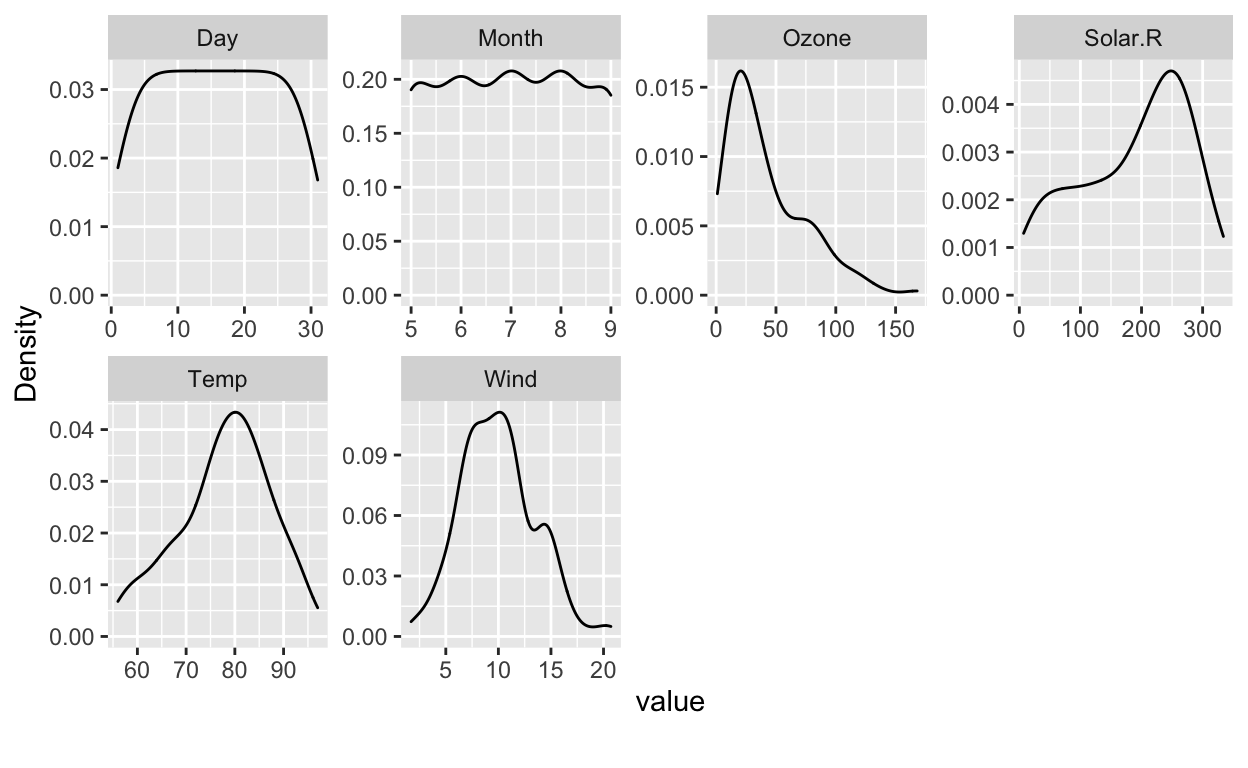 Day Month Ozone Solar.R
0.03 0.02 0.01 0.00
0.20 0.15 0.10 0.05 0.00
0.015 0.010 0.005 0.000
0.004 0.003 0.002 0.001 0.000
0 10 20 30
5 6 7 8 9
0 50 100 150
0 100 200 300
Density
Temp Wind
0.04 0.03 0.02 0.01 0.00
0.09 0.06 0.03 0.00
60 70 80 90
5 10 15 20
value